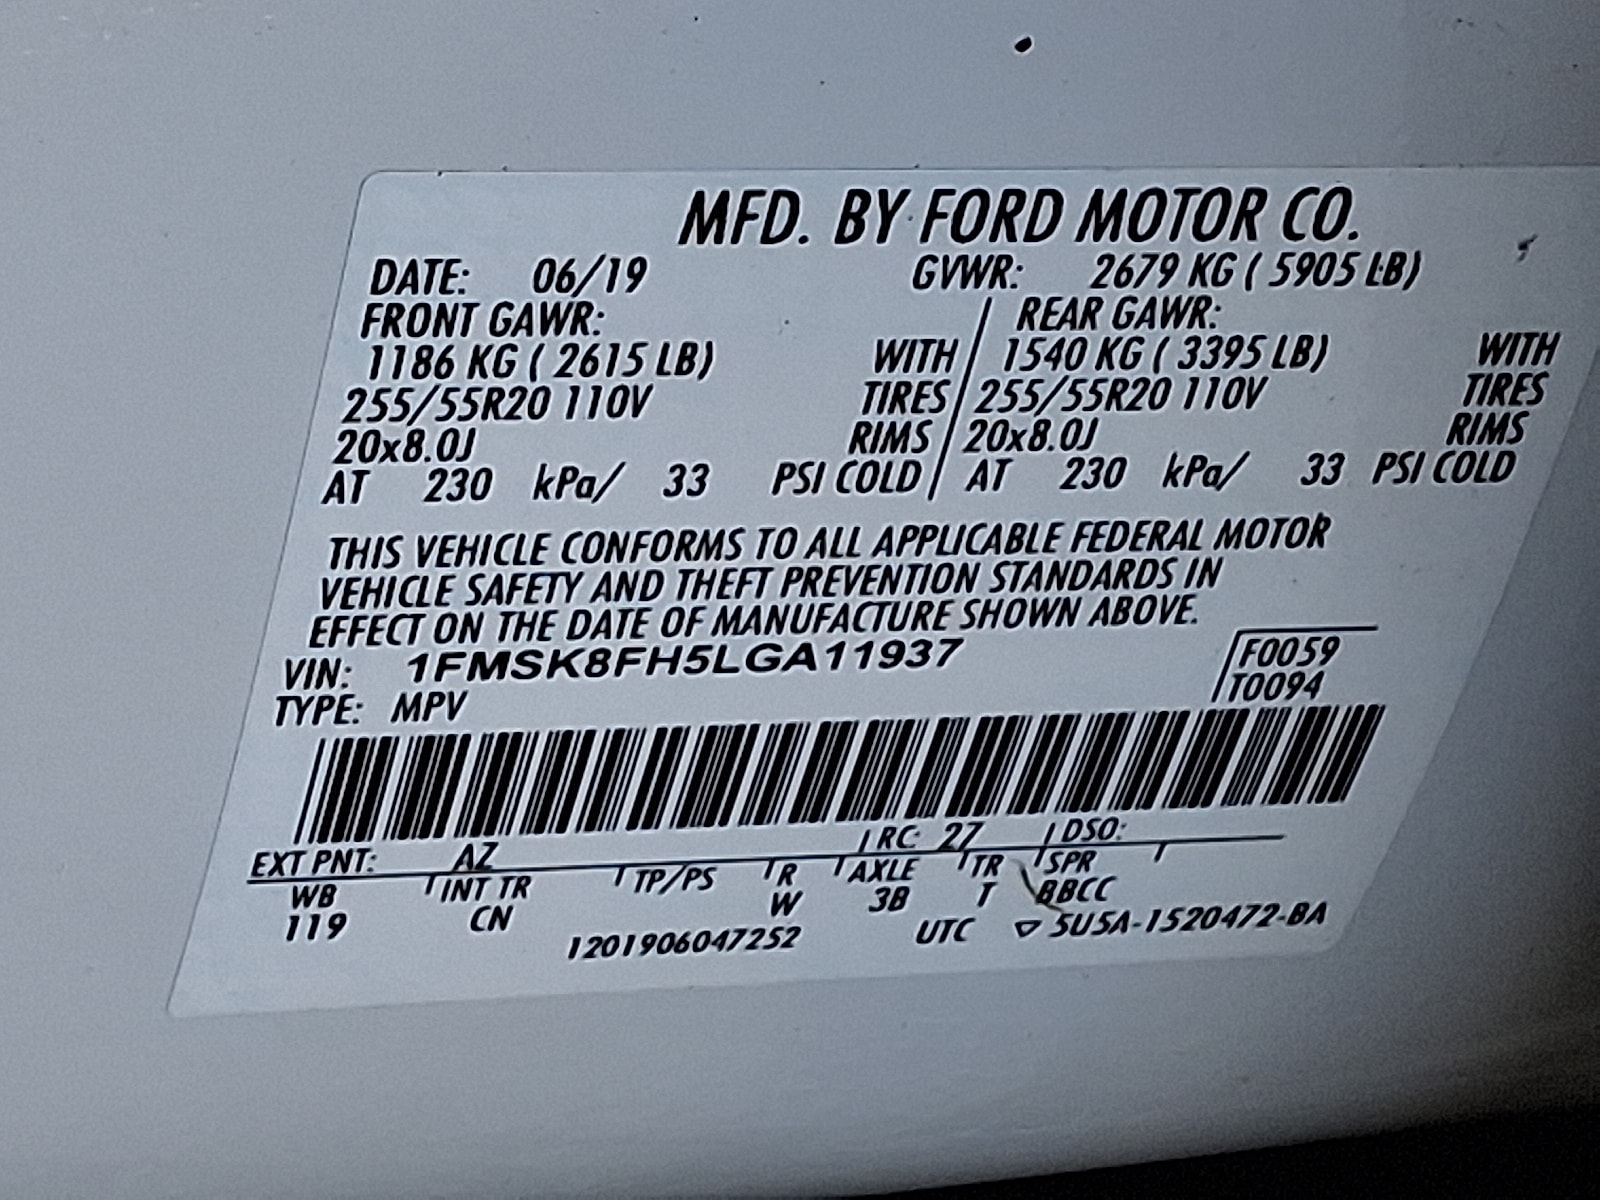 MFD. BY FORD MOTOR CO.
DATE: 06/19 GVWR: 2679 KG ( 5905 LB)
FRONT GAWR: REAR GAWR:
1186 KG ( 2615 LB) WITH 1540 KG ( 3395 LB) WITH
255/55R20 110V TIRES 255/55R20 110V TIRES
20x8.0J RIMS 20x8.0J RIMS
AT 230 kPa/ 33 PSI COLD AT 230 kPa/ 33 PSI COLD
THIS VEHICLE CONFORMS TO ALL APPLICABLE FEDERAL MOTOR
VEHICLE SAFETY AND THEFT PREVENTION STANDARDS IN
EFFECT ON THE DATE OF MANUFACTURE SHOWN ABOVE.
VIN: 1FMSK8FH5LGA11937 F0059
TYPE: MPV T0094
EXT PNT: AZ RC: 27 DSO:
WB INT TR TP/PS R AXLE TR SPR
119 CN W 3B T BBCC
1201906047252 UTC ▽ 5U5A-1520472-BA